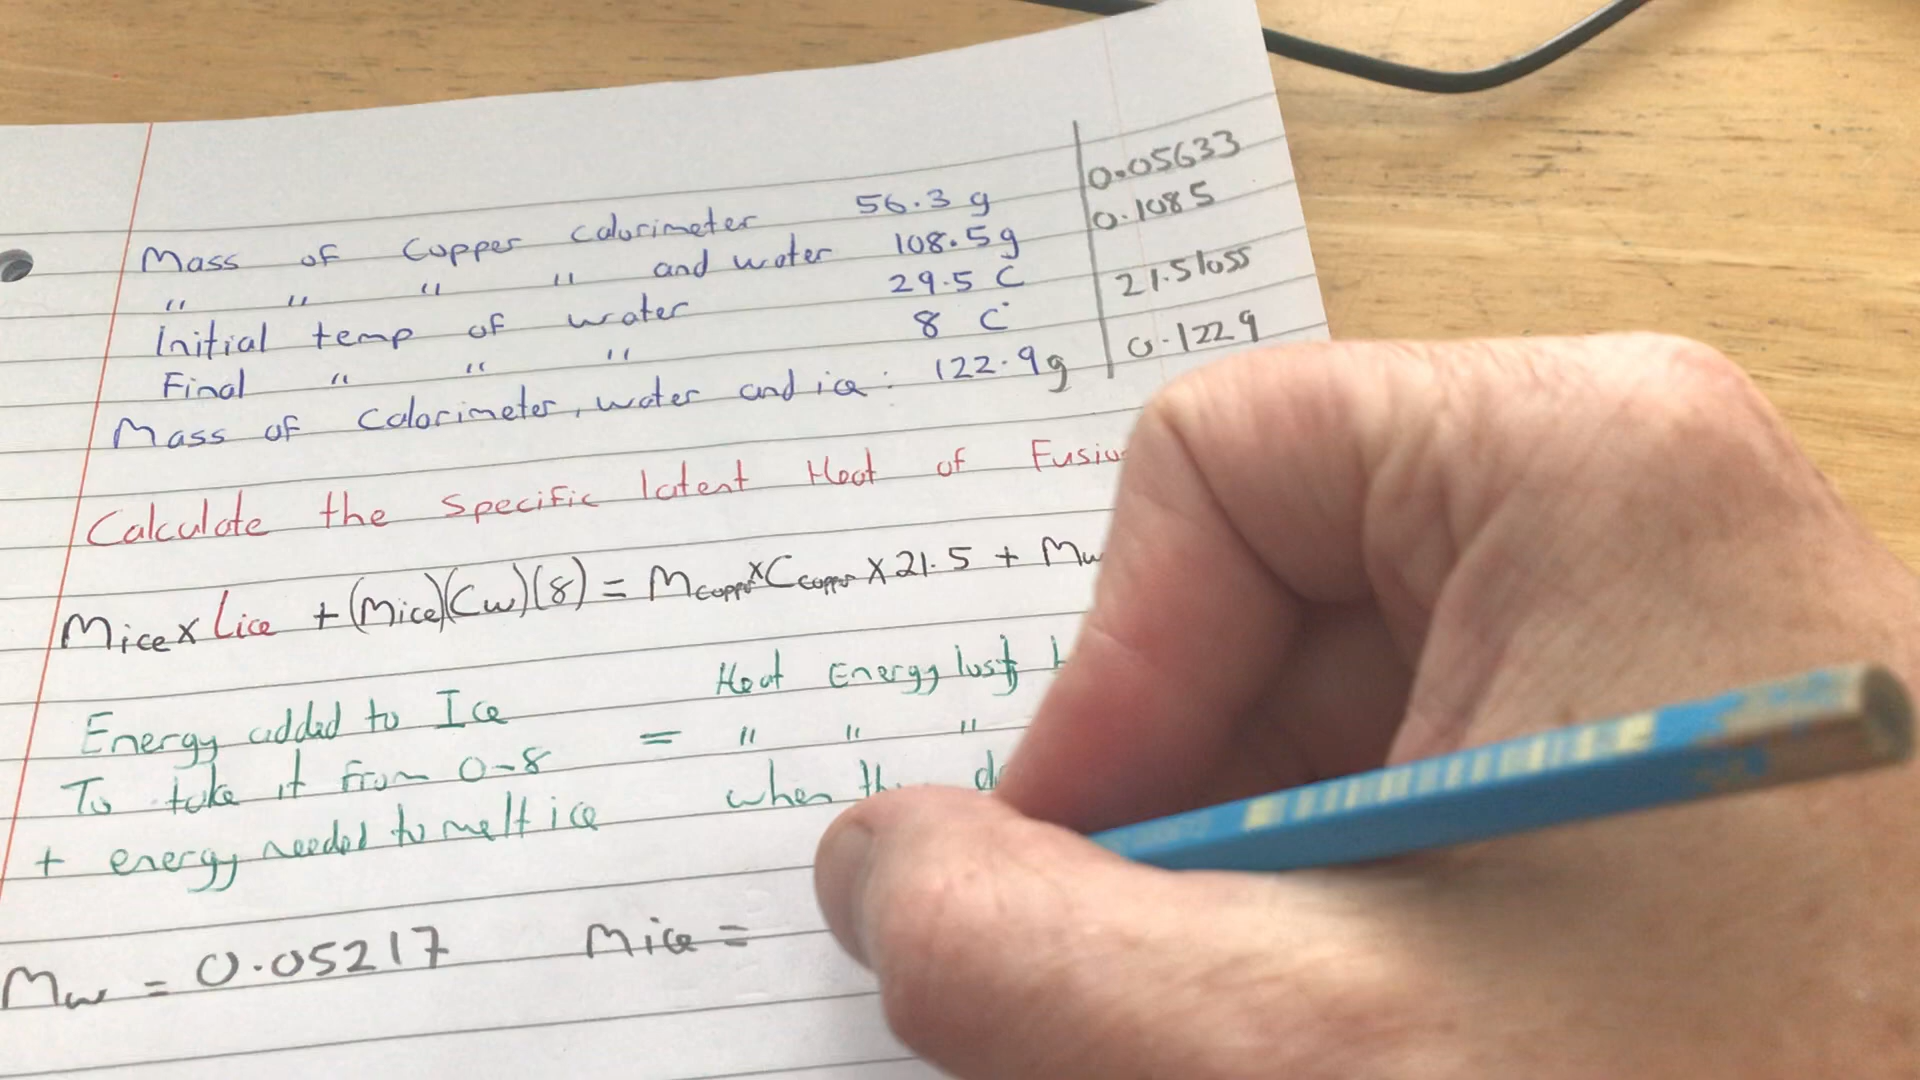 Mass of Copper Calorimeter 56.3 g 0.05633
" " " " and water 108.5g 0.1085
Initial temp of water 29.5 C 21.5 loss
Final " " " 8 C°
Mass of Calorimeter, water and ice: 122.9g 0.1229
Calculate the Specific latent Heat of
Mice x Lice + (Mice)(Cw)(8) = Mcopper x Ccopper x 21.5 + Mw
Energy added to Ice Heat Energy lost
To take it from 0-8 = " " "
+ energy needed to melt ice when
Mw = 0.05217 Mice =